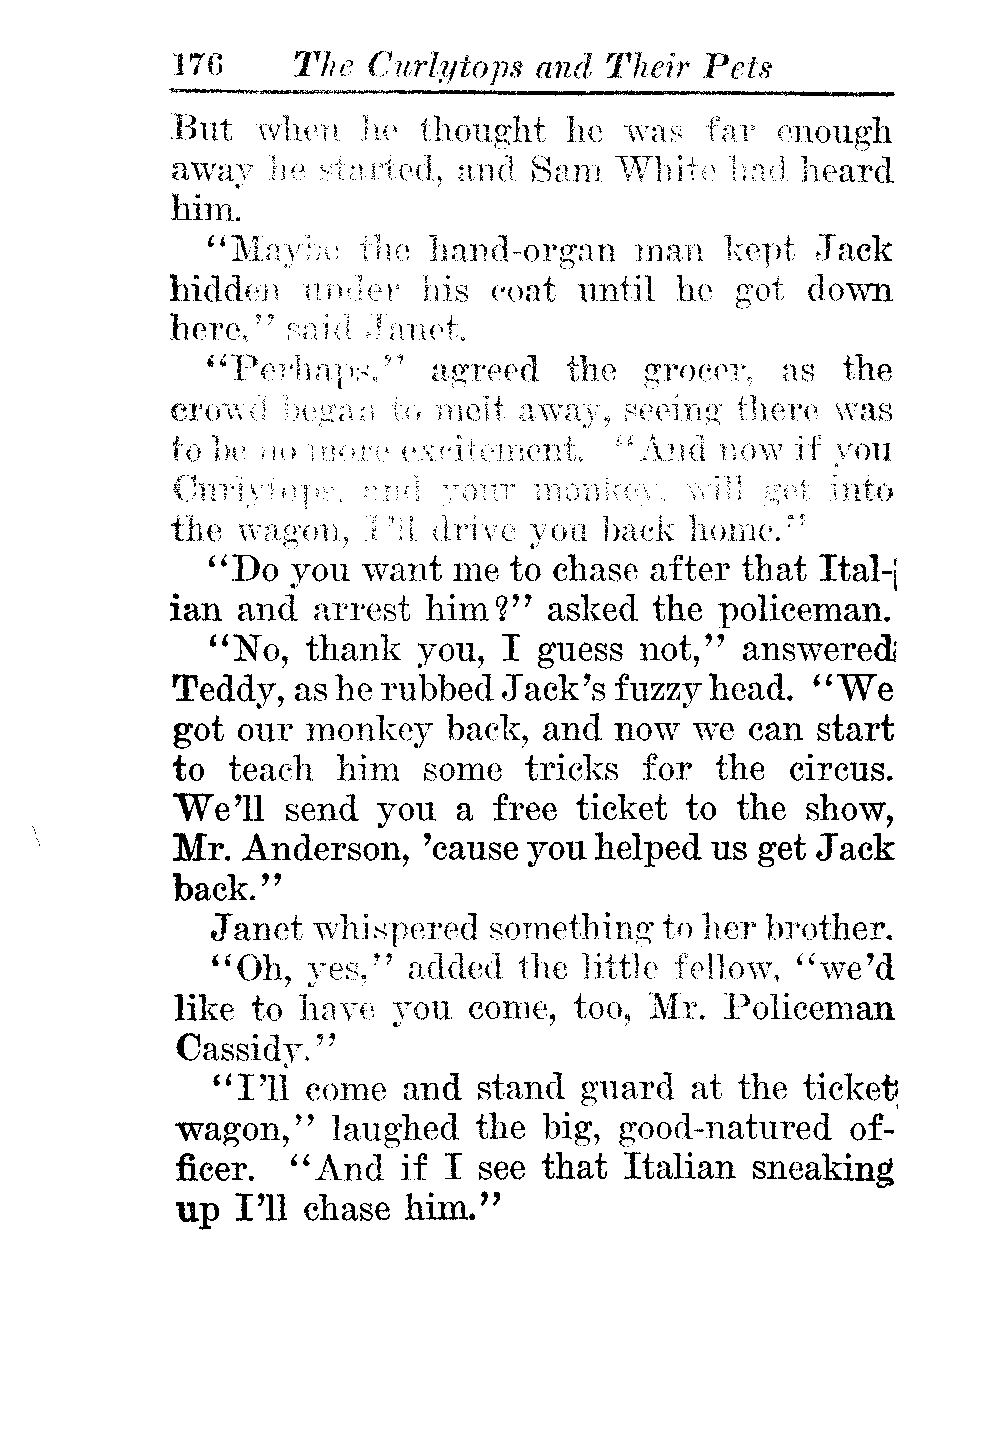 176 The Curlytops and Their Pets
But when he thought he was far enough
away he started, and Sam White had heard
him.
“Maybe the hand-organ man kept Jack
hidden under his coat until he got down
here,” said Janet.
“Perhaps,” agreed the grocer, as the
crowd began to melt away, seeing there was
to be no more excitement. “And now if you
Curlytops, and your monkey, will get into
the wagon, I’ll drive you back home.”
“Do you want me to chase after that Ital-
ian and arrest him?” asked the policeman.
“No, thank you, I guess not,” answered
Teddy, as he rubbed Jack’s fuzzy head. “We
got our monkey back, and now we can start
to teach him some tricks for the circus.
We’ll send you a free ticket to the show,
Mr. Anderson, ’cause you helped us get Jack
back.”
Janet whispered something to her brother.
“Oh, yes,” added the little fellow, “we’d
like to have you come, too, Mr. Policeman
Cassidy.”
“I’ll come and stand guard at the ticket
wagon,” laughed the big, good-natured of-
ficer. “And if I see that Italian sneaking
up I’ll chase him.”